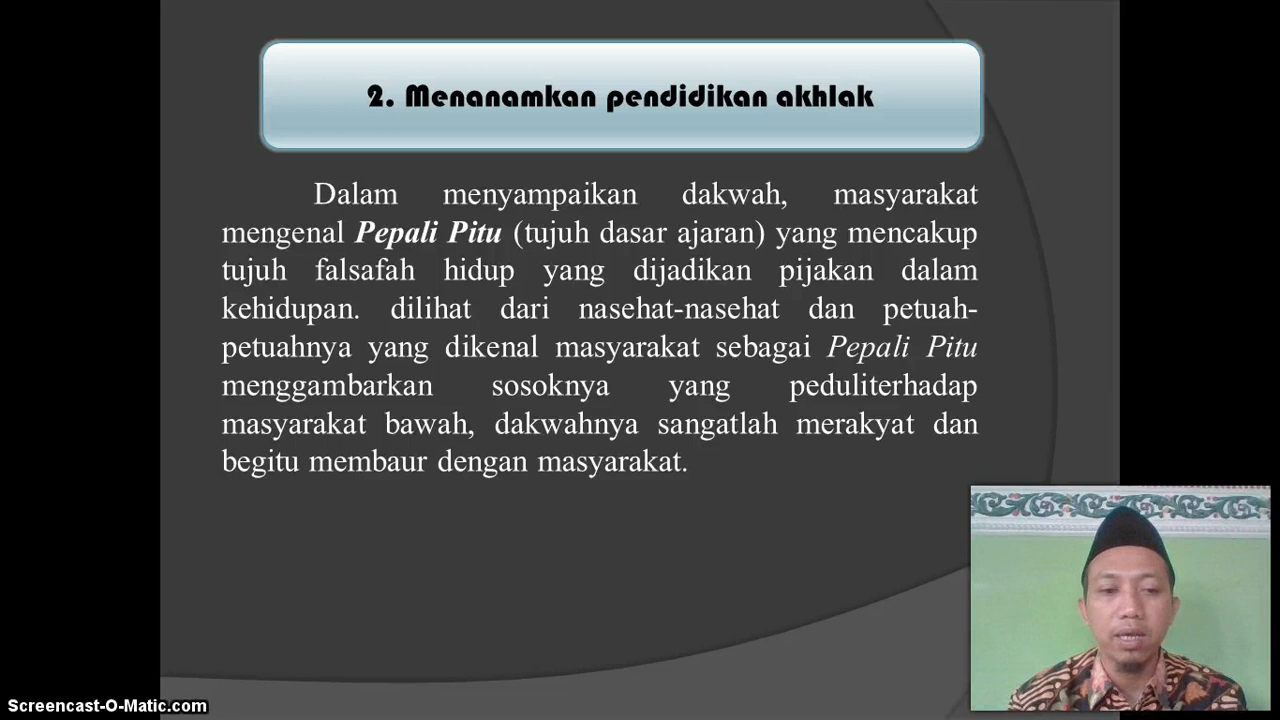 2. Menanamkan pendidikan akhlak
Dalam menyampaikan dakwah, masyarakat
mengenal Pepali Pitu (tujuh dasar ajaran) yang mencakup
tujuh falsafah hidup yang dijadikan pijakan dalam
kehidupan. dilihat dari nasehat-nasehat dan petuah-
petuahnya yang dikenal masyarakat sebagai Pepali Pitu
menggambarkan sosoknya yang peduliterhadap
masyarakat bawah, dakwahnya sangatlah merakyat dan
begitu membaur dengan masyarakat.
Screencast-O-Matic.com